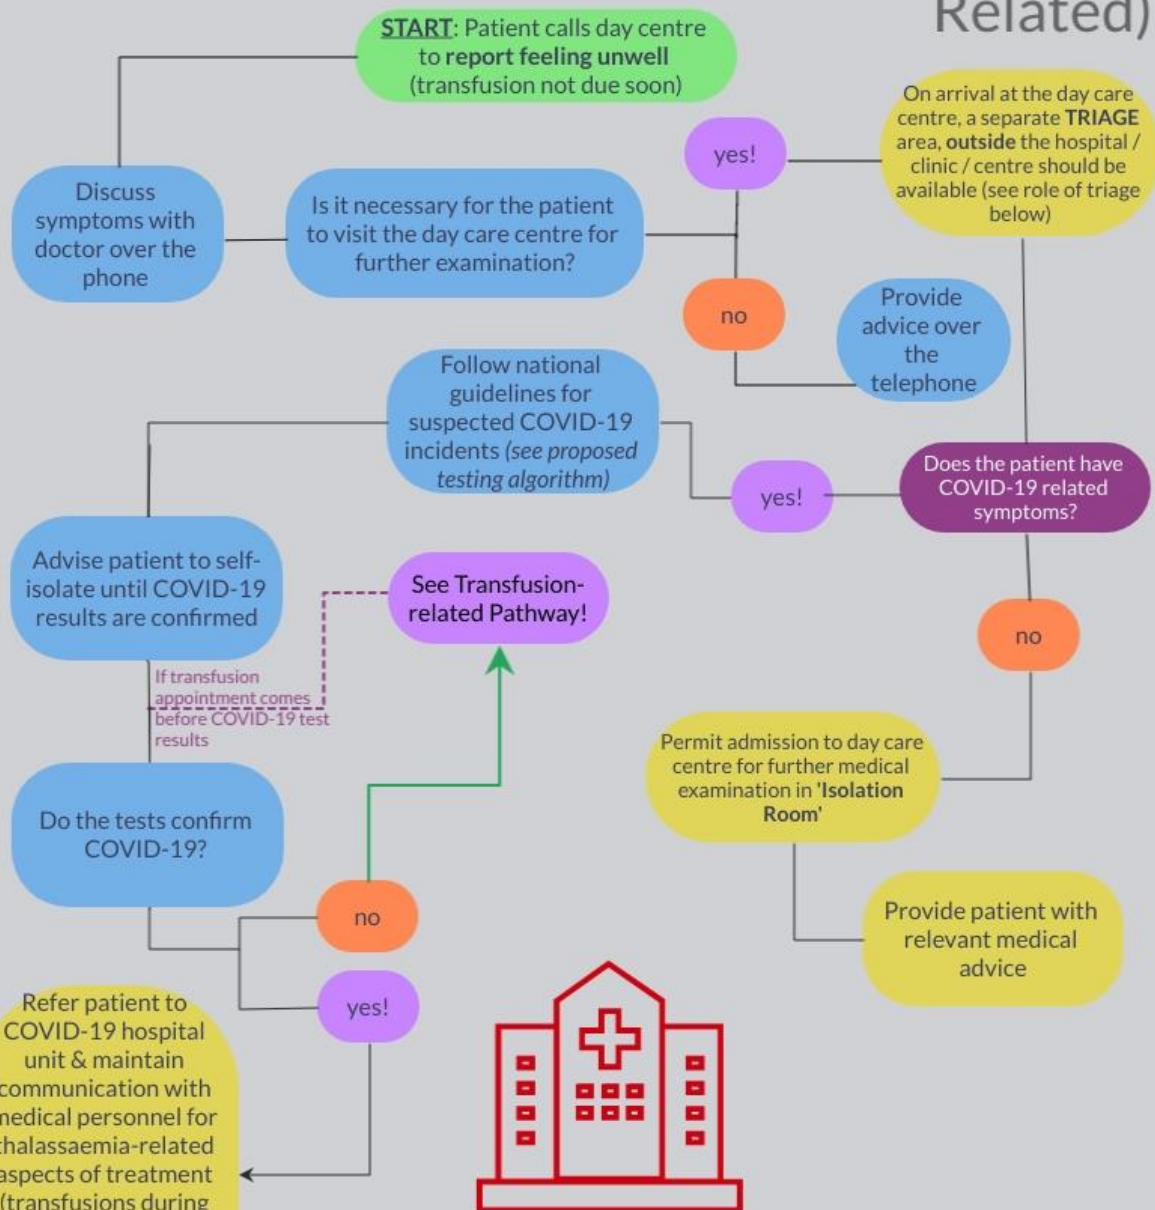 Related)
START: Patient calls day centre
to report feeling unwell
(transfusion not due soon)
On arrival at the day care
centre, a separate TRIAGE
area, outside the hospital /
clinic / centre should be
available (see role of triage
below)
yes!
Discuss
symptoms with
doctor over the
phone
Is it necessary for the patient
to visit the day care centre for
further examination?
no
Provide
advice over
the
telephone
Follow national
guidelines for
suspected COVID-19
incidents (see proposed
testing algorithm)
Does the patient have
COVID-19 related
symptoms?
yes!
Advise patient to self-
isolate until COVID-19
results are confirmed
See Transfusion-
related Pathway!
no
If transfusion
appointment comes
before COVID-19 test
results
Permit admission to day care
centre for further medical
examination in 'Isolation
Room'
Do the tests confirm
COVID-19?
no
Provide patient with
relevant medical
advice
yes!
Refer patient to
COVID-19 hospital
unit & maintain
communication with
medical personnel for
thalassaemia-related
aspects of treatment
(transfusions during